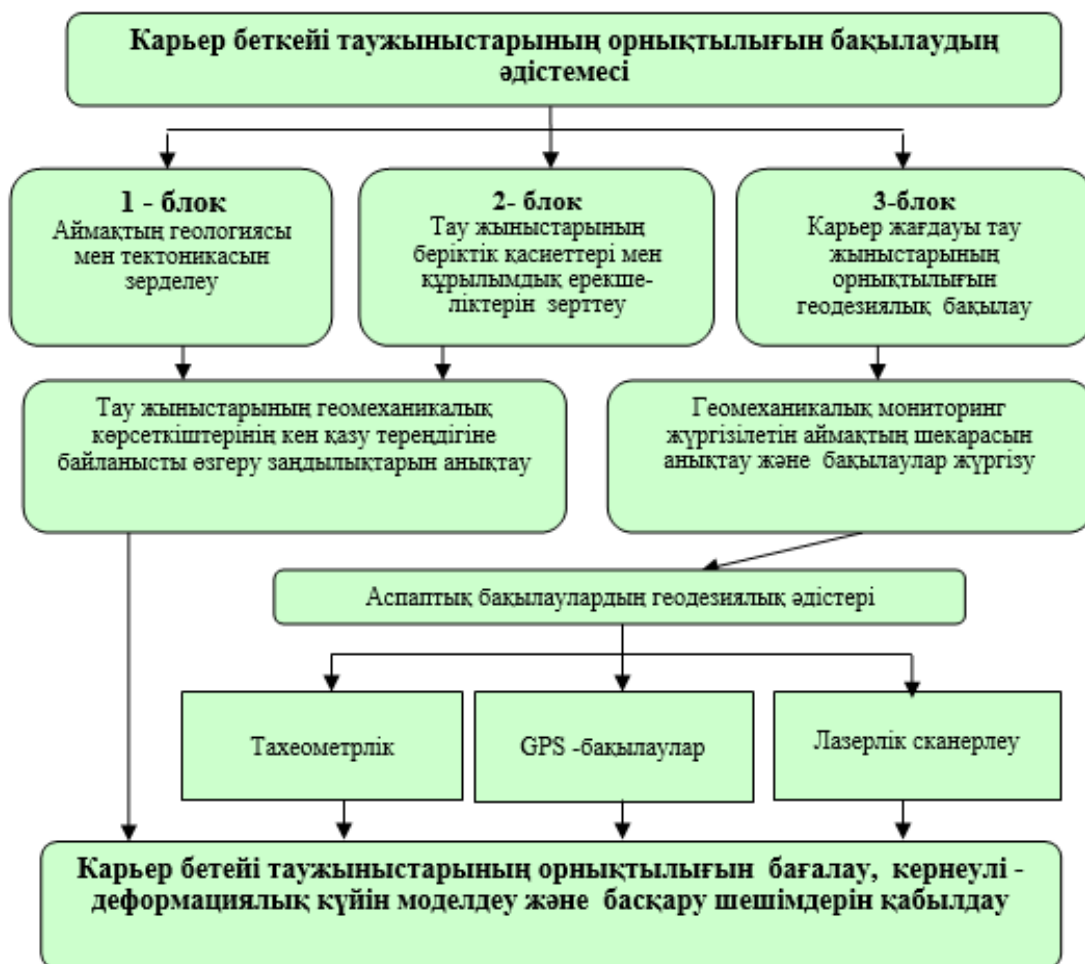 Карьер беткейі таужыныстарының орнықтылығын бақылаудың
әдістемесі
1 - блок
Аймақтың геологиясы
мен тектоникасын
зерделеу
2- блок
Тау жыныстарының
беріктік қасиеттері мен
құрылымдық ерекше-
ліктерін зерттеу
3-блок
Карьер жағдауы тау
жыныстарының
орнықтылығын
геодезиялық бақылау
Тау жыныстарының геомеханикалық
көрсеткіштерінің кен қазу тереңдігіне
байланысты өзгеру заңдылықтарын анықтау
Геомеханикалық мониторинг
жүргізілетін аймақтың шекарасын
анықтау және бақылаулар жүргізу
Аспаптық бақылаулардың геодезиялық әдістері
Тахеометрлік
GPS -бақылаулар
Лазерлік сканерлеу
Карьер бетейі таужыныстарының орнықтылығын бағалау, кернеулі -
деформациялық күйін моделдеу және басқару шешімдерін қабылдау